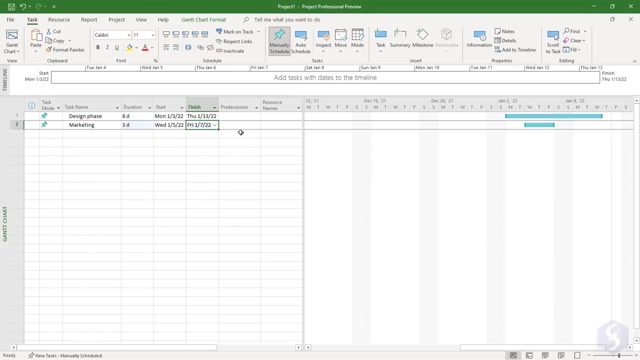 Project1 - Project Professional Preview
Task Resource Report Project View Help Gantt Chart Format Tell me what you want to do
Gantt Chart
Paste
Cut
Copy
Format Painter
Calibri 11
B I U
Mark on Track
Respect Links
Inactivate
Manually Schedule
Auto Schedule
Inspect Move Mode
Task Summary Milestone Deliverable
Information
Notes
Details
Add to Timeline
Scroll to Task
View Clipboard Font Schedule Tasks Insert Properties Editing
TIMELINE
Start
Mon 1/3/22
Tue Jan 4 Wed Jan 5 Thu Jan 6 Fri Jan 7 Sat Jan 8 Sun Jan 9 Mon Jan 10 Tue Jan 11 Wed Jan 12 Thu Jan 13
Add tasks with dates to the timeline
Finish
Thu 1/13/22
Task Mode Task Name Duration Start Finish Predecessors Resource Names
12, '21 Dec 19, '21 Dec 26, '21 Jan 2, '22 Jan 9, '22
1 Design phase 8 d Mon 1/3/22 Thu 1/13/22
2 Marketing 3 d Wed 1/5/22 Fri 1/7/22
GANTT CHART
Ready New Tasks : Manually Scheduled